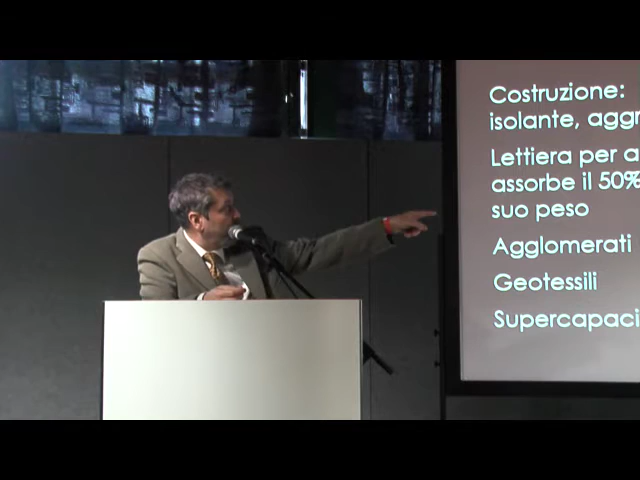 Costruzione:
isolante, aggr
Lettiera per a
assorbe il 50%
suo peso
Agglomerati
Geotessili
Supercapaci